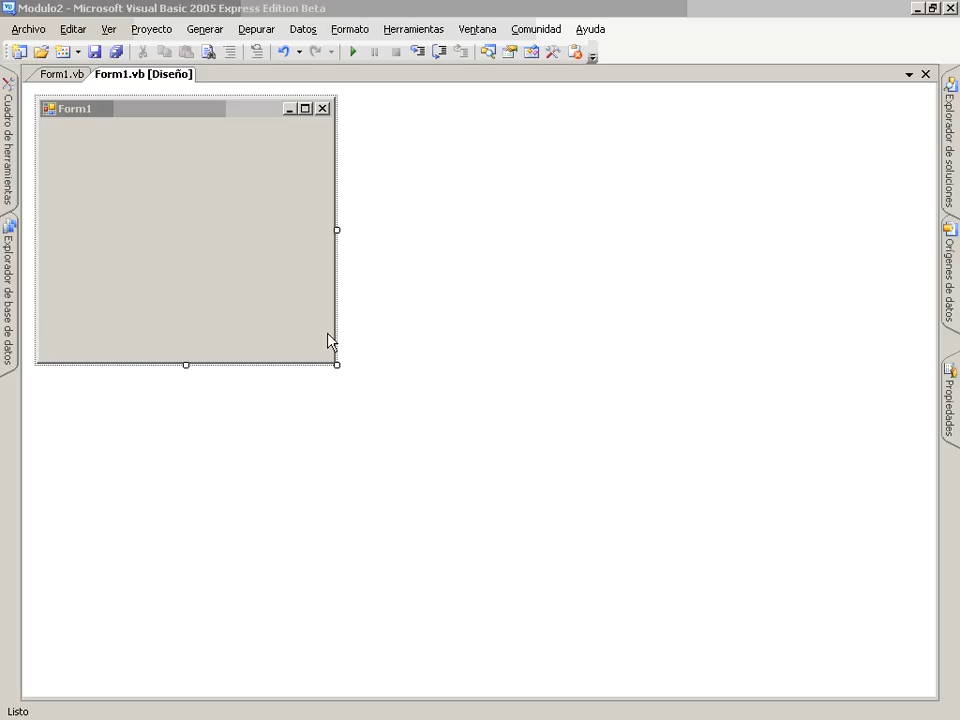 Modulo2 - Microsoft Visual Basic 2005 Express Edition Beta
Archivo Editar Ver Proyecto Generar Depurar Datos Formato Herramientas Ventana Comunidad Ayuda
Form1.vb Form1.vb [Diseño]
Form1
Cuadro de herramientas
Explorador de base de datos
Explorador de soluciones
Orígenes de datos
Propiedades
Listo